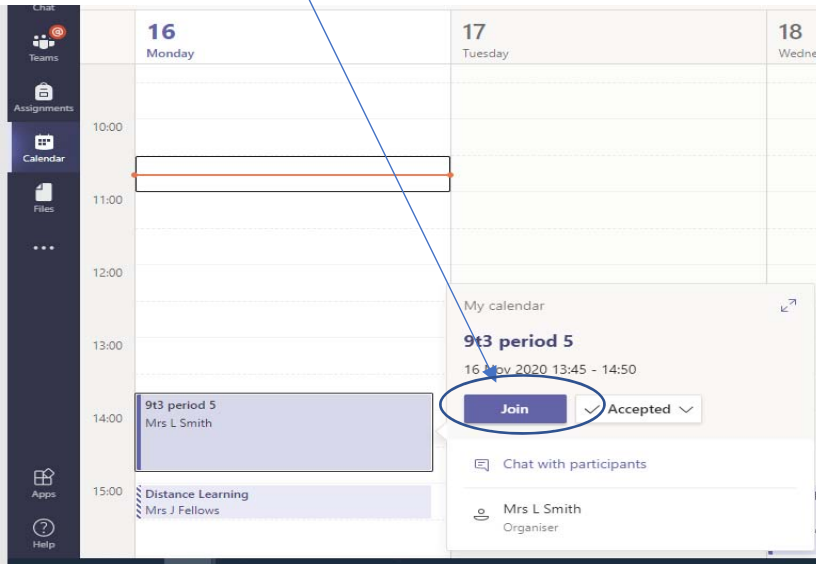 Chat
Teams
Assignments
Calendar
Files
Apps
Help
16
Monday
17
Tuesday
18
Wedne
10:00
11:00
12:00
13:00
14:00
15:00
9t3 period 5
Mrs L Smith
Distance Learning
Mrs J Fellows
My calendar
9t3 period 5
16 Nov 2020 13:45 - 14:50
Join
Accepted
Chat with participants
Mrs L Smith
Organiser